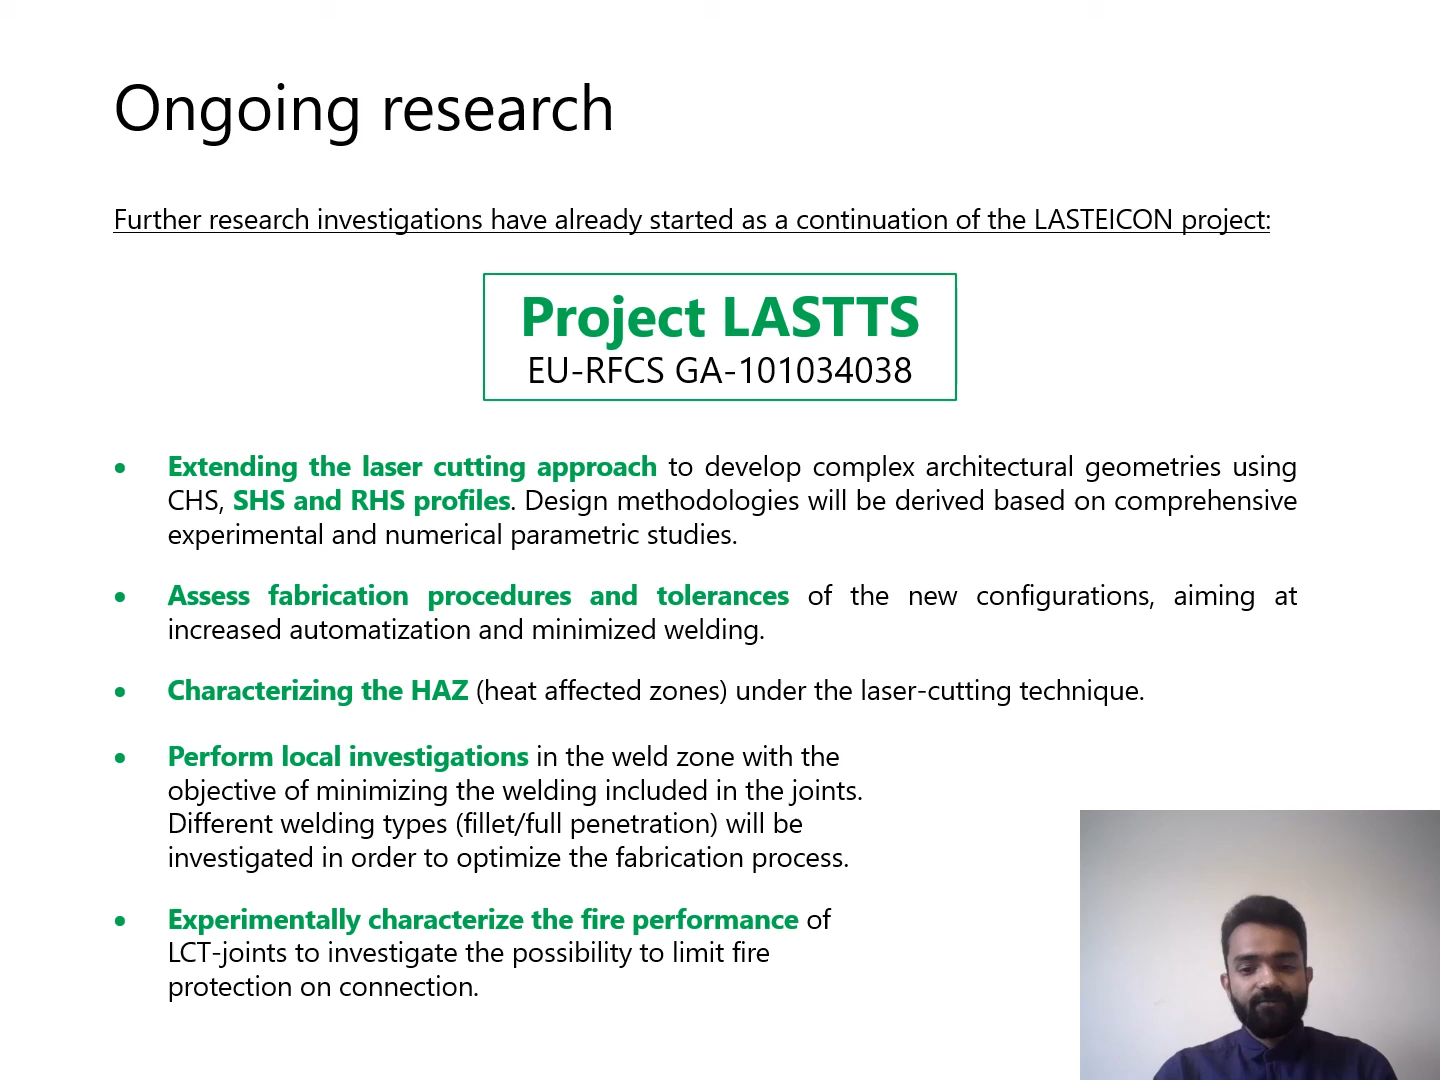 Ongoing research
Further research investigations have already started as a continuation of the LASTEICON project:
Project LASTTS
EU-RFCS GA-101034038
• Extending the laser cutting approach to develop complex architectural geometries using
CHS, SHS and RHS profiles. Design methodologies will be derived based on comprehensive
experimental and numerical parametric studies.
• Assess fabrication procedures and tolerances of the new configurations, aiming at
increased automatization and minimized welding.
• Characterizing the HAZ (heat affected zones) under the laser-cutting technique.
• Perform local investigations in the weld zone with the
objective of minimizing the welding included in the joints.
Different welding types (fillet/full penetration) will be
investigated in order to optimize the fabrication process.
• Experimentally characterize the fire performance of
LCT-joints to investigate the possibility to limit fire
protection on connection.